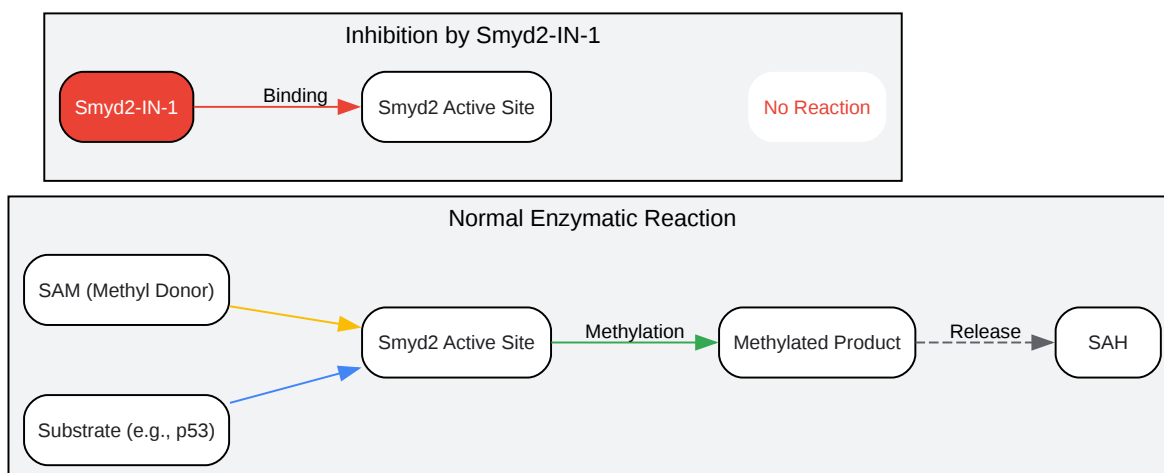 Inhibition by Smyd2-IN-1
Smyd2-IN-1
Binding
Smyd2 Active Site
No Reaction
Normal Enzymatic Reaction
SAM (Methyl Donor)
Smyd2 Active Site
Methylation
Methylated Product
Release
SAH
Substrate (e.g., p53)